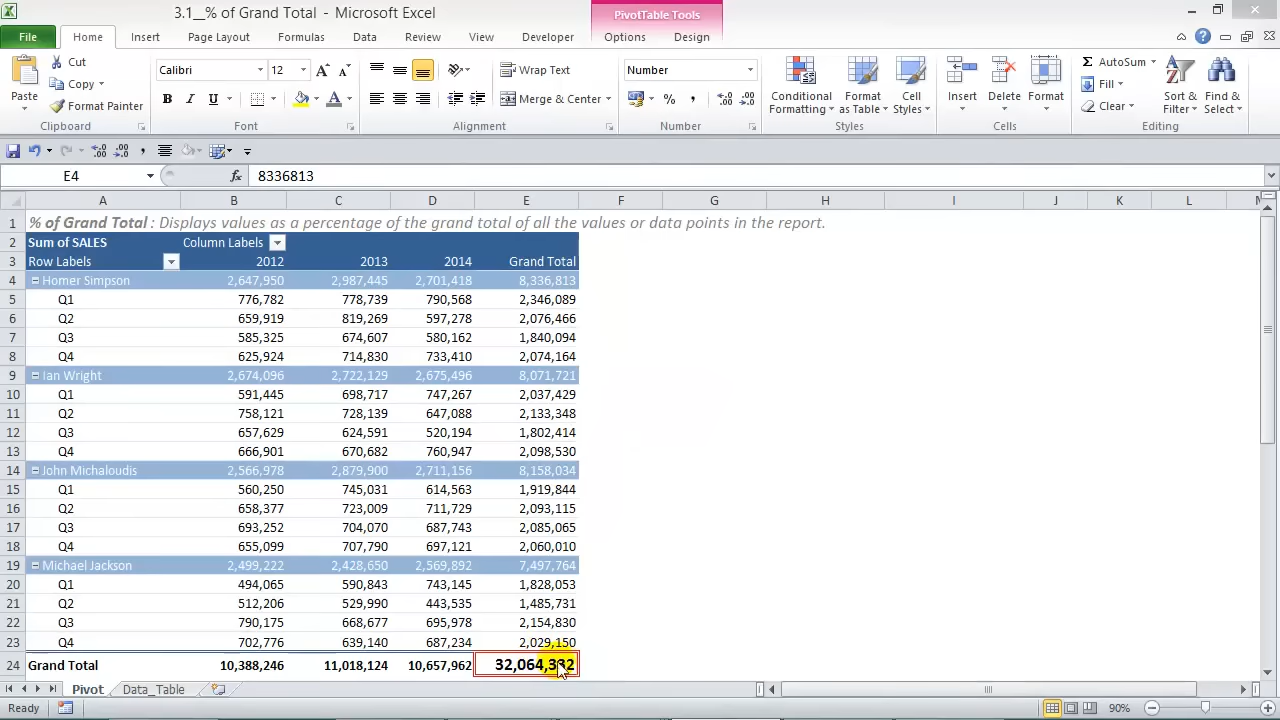 3.1__% of Grand Total - Microsoft Excel
PivotTable Tools
File Home Insert Page Layout Formulas Data Review View Developer Options Design
Paste
Cut
Copy
Format Painter
Clipboard
Calibri 12
B I U
Font
Wrap Text
Merge & Center
Alignment
Number
%
Number
Conditional Formatting
Format as Table
Cell Styles
Styles
Insert Delete Format
Cells
AutoSum
Fill
Clear
Sort & Filter
Find & Select
Editing
E4 fx 8336813
A B C D E F G H I J K L
1 % of Grand Total : Displays values as a percentage of the grand total of all the values or data points in the report.
2 Sum of SALES Column Labels
3 Row Labels 2012 2013 2014 Grand Total
4 Homer Simpson 2,647,950 2,987,445 2,701,418 8,336,813
5 Q1 776,782 778,739 790,568 2,346,089
6 Q2 659,919 819,269 597,278 2,076,466
7 Q3 585,325 674,607 580,162 1,840,094
8 Q4 625,924 714,830 733,410 2,074,164
9 Ian Wright 2,674,096 2,722,129 2,675,496 8,071,721
10 Q1 591,445 698,717 747,267 2,037,429
11 Q2 758,121 728,139 647,088 2,133,348
12 Q3 657,629 624,591 520,194 1,802,414
13 Q4 666,901 670,682 760,947 2,098,530
14 John Michaloudis 2,566,978 2,879,900 2,711,156 8,158,034
15 Q1 560,250 745,031 614,563 1,919,844
16 Q2 658,377 723,009 711,729 2,093,115
17 Q3 693,252 704,070 687,743 2,085,065
18 Q4 655,099 707,790 697,121 2,060,010
19 Michael Jackson 2,499,222 2,428,650 2,569,892 7,497,764
20 Q1 494,065 590,843 743,145 1,828,053
21 Q2 512,206 529,990 443,535 1,485,731
22 Q3 790,175 668,677 695,978 2,154,830
23 Q4 702,776 639,140 687,234 2,029,150
24 Grand Total 10,388,246 11,018,124 10,657,962 32,064,332
Pivot Data_Table
Ready 90%